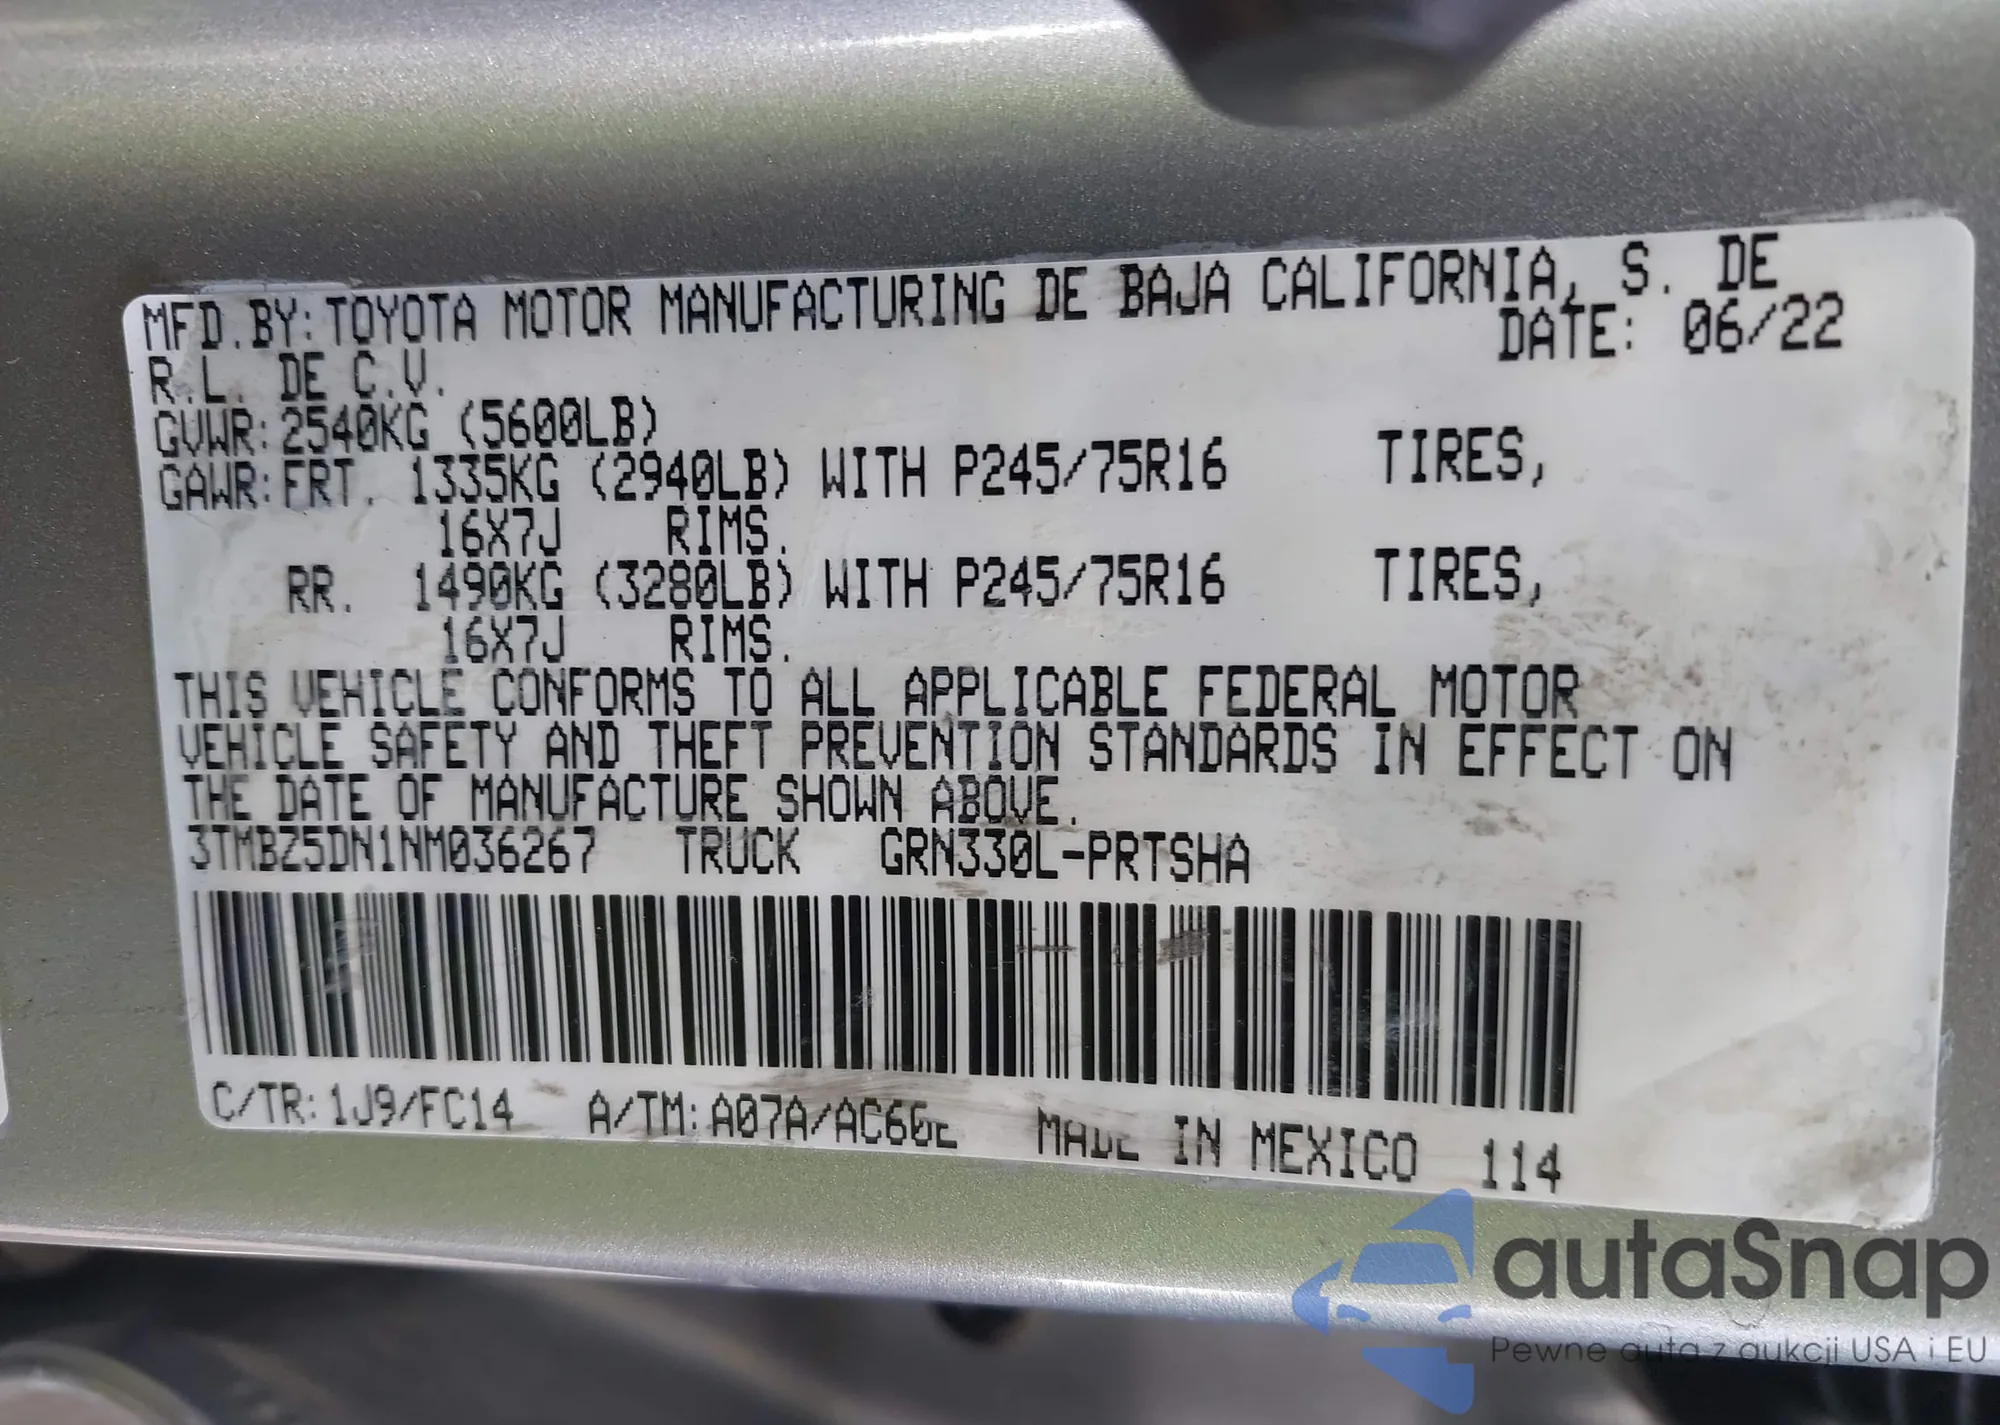 MFD.BY:TOYOTA MOTOR MANUFACTURING DE BAJA CALIFORNIA, S. DE
R.L. DE C.V. DATE: 06/22
GVWR:2540KG (5600LB)
GAWR:FRT. 1335KG (2940LB) WITH P245/75R16 TIRES,
16X7J RIMS.
RR. 1490KG (3280LB) WITH P245/75R16 TIRES,
16X7J RIMS.
THIS VEHICLE CONFORMS TO ALL APPLICABLE FEDERAL MOTOR
VEHICLE SAFETY AND THEFT PREVENTION STANDARDS IN EFFECT ON
THE DATE OF MANUFACTURE SHOWN ABOVE.
3TMBZ5DN1NM036267 TRUCK GRN330L-PRTSHA
C/TR:1J9/FC14 A/TM:A07A/AC60E MADE IN MEXICO 114
autaSnap
Pewne auta z aukcji USA i EU